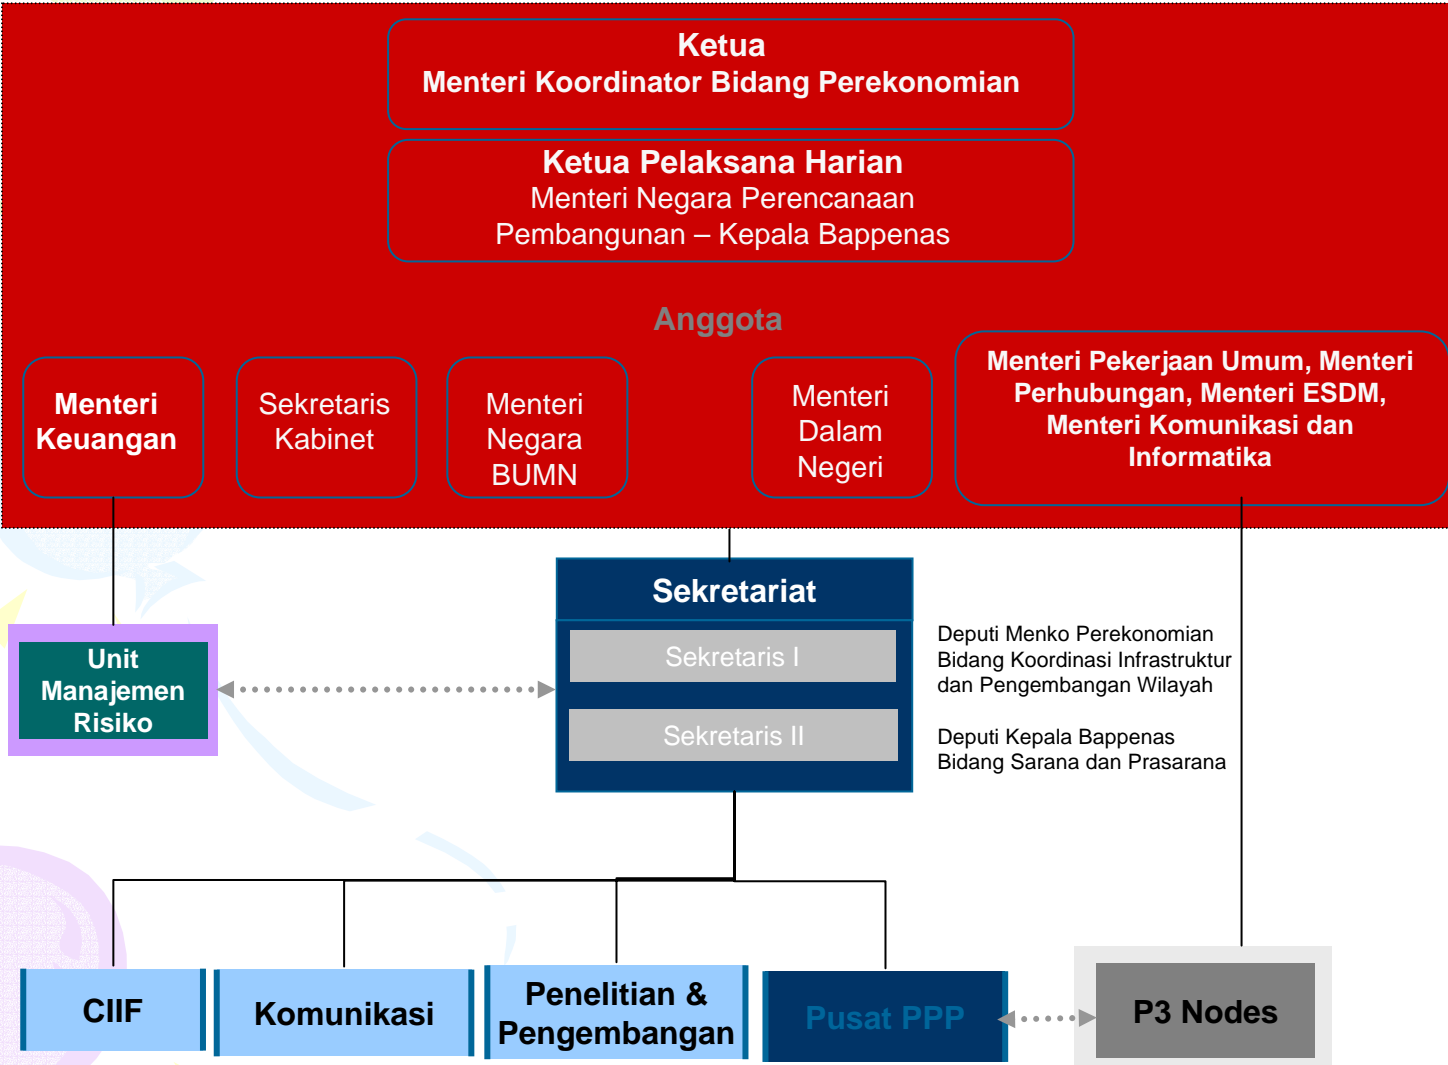 Ketua
Menteri Koordinator Bidang Perekonomian
Ketua Pelaksana Harian
Menteri Negara Perencanaan
Pembangunan – Kepala Bappenas
Anggota
Menteri
Keuangan
Sekretaris
Kabinet
Menteri
Negara
BUMN
Menteri
Dalam
Negeri
Menteri Pekerjaan Umum, Menteri
Perhubungan, Menteri ESDM,
Menteri Komunikasi dan
Informatika
Sekretariat
Sekretaris I
Sekretaris II
Deputi Menko Perekonomian
Bidang Koordinasi Infrastruktur
dan Pengembangan Wilayah
Deputi Kepala Bappenas
Bidang Sarana dan Prasarana
Unit
Manajemen
Risiko
CIIF
Komunikasi
Penelitian &
Pengembangan
Pusat PPP
P3 Nodes